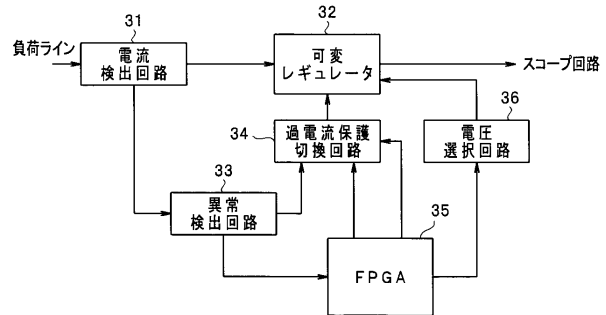 31
32
負荷ライン
電流
検出回路
可変
レギュレータ
スコープ回路
34
過電流保護
切換回路
36
電圧
選択回路
33
異常
検出回路
35
FPGA